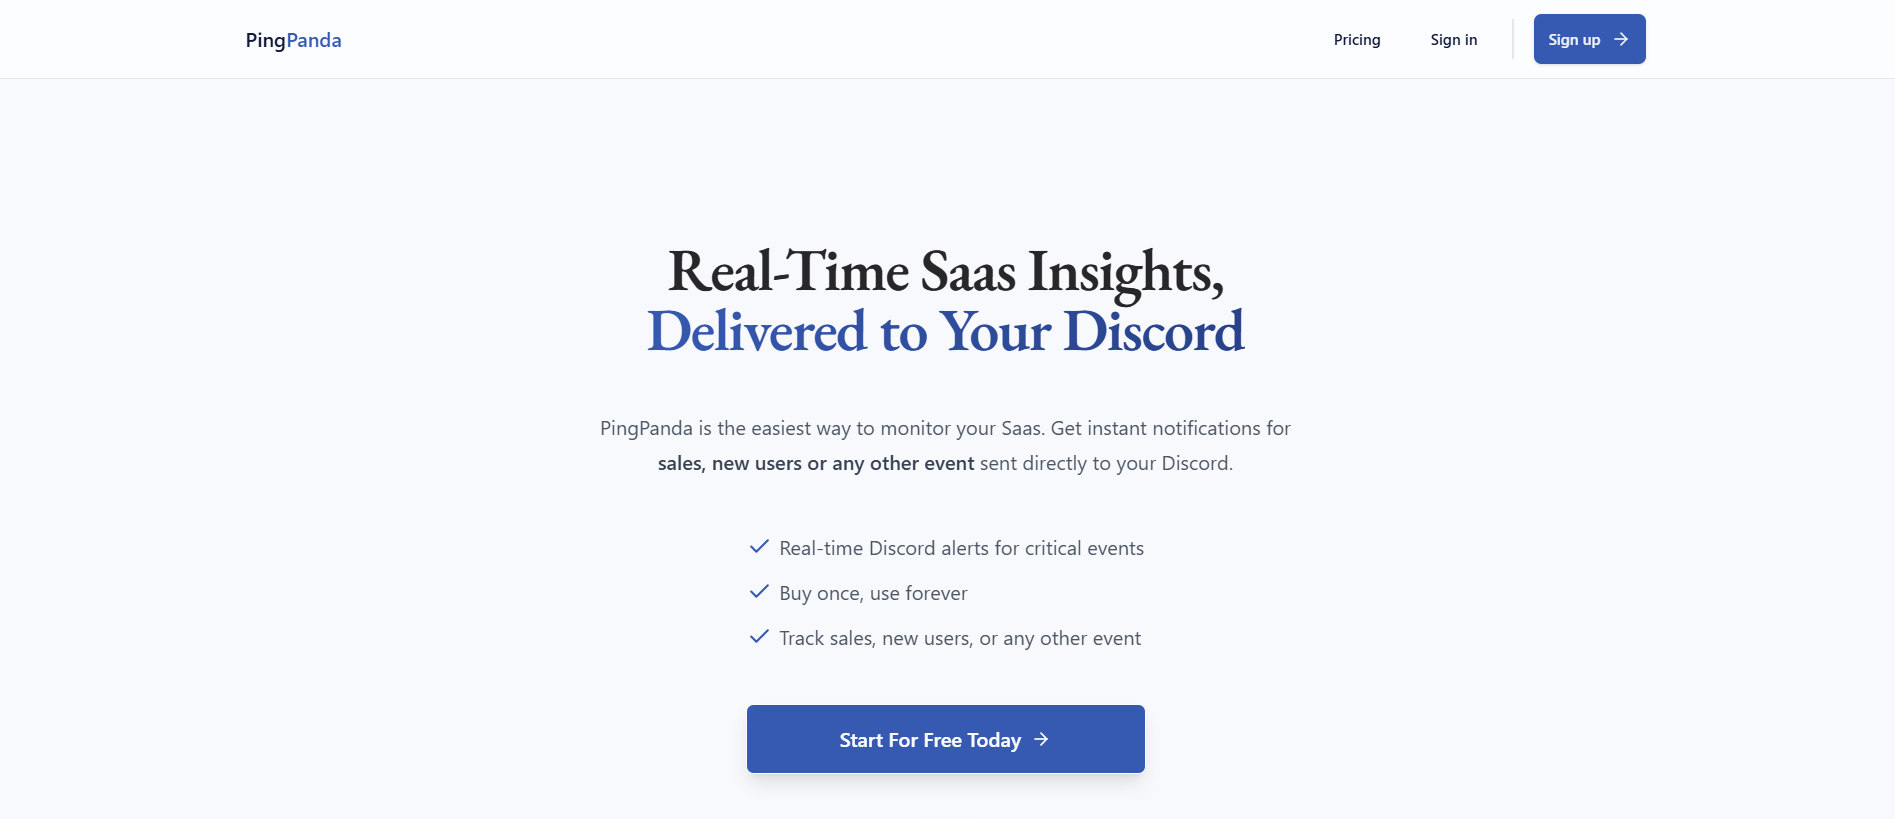 PingPanda
Pricing
Sign in
Sign up
Real-Time Saas Insights,
Delivered to Your Discord
PingPanda is the easiest way to monitor your Saas. Get instant notifications for
sales, new users or any other event sent directly to your Discord.
Real-time Discord alerts for critical events
Buy once, use forever
Track sales, new users, or any other event
Start For Free Today